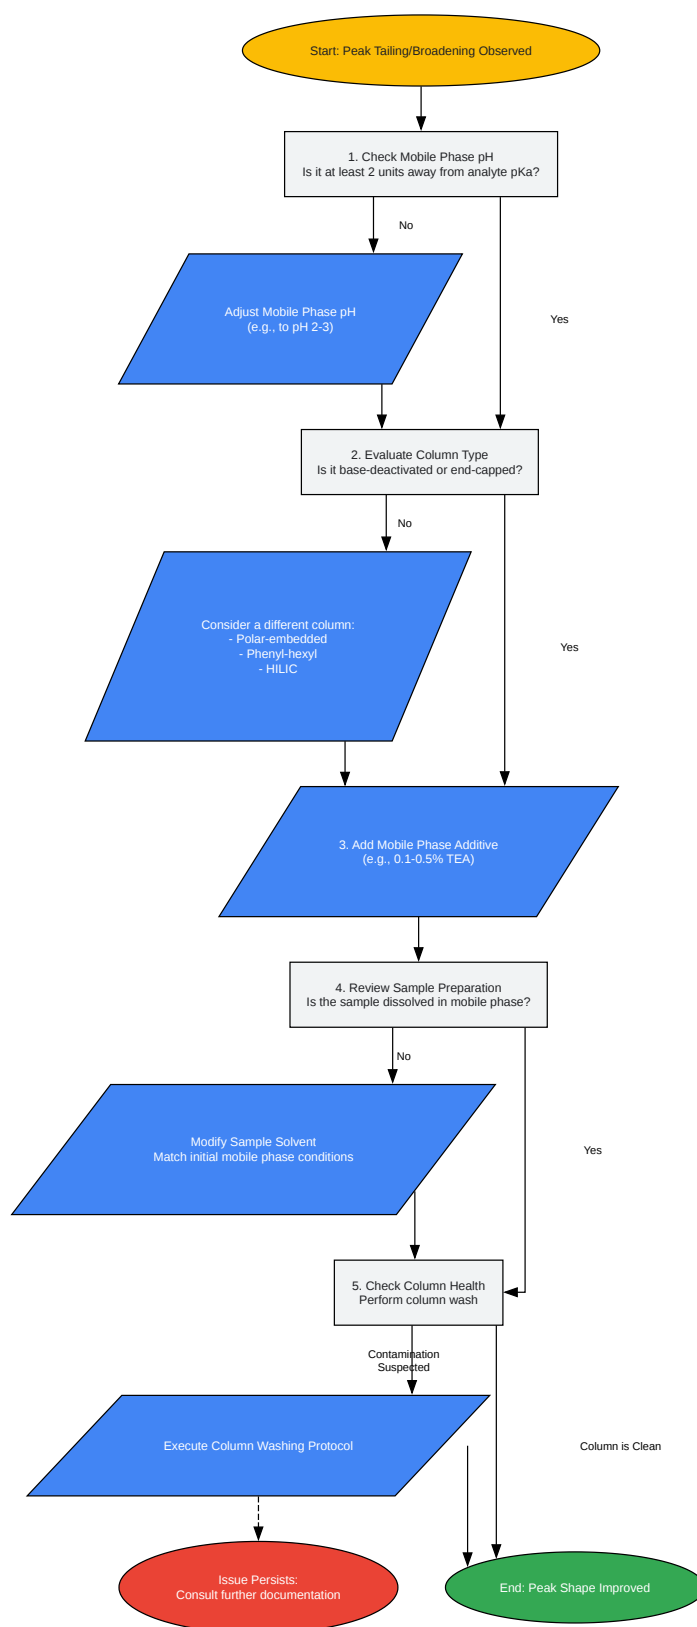 Start: Peak Tailing/Broadening Observed
1. Check Mobile Phase pH
Is it at least 2 units away from analyte pKa?
No
Adjust Mobile Phase pH
(e.g., to pH 2-3)
Yes
2. Evaluate Column Type
Is it base-deactivated or end-capped?
No
Consider a different column:
- Polar-embedded
- Phenyl-hexyl
- HILIC
Yes
3. Add Mobile Phase Additive
(e.g., 0.1-0.5% TEA)
4. Review Sample Preparation
Is the sample dissolved in mobile phase?
No
Modify Sample Solvent
Match initial mobile phase conditions
Yes
5. Check Column Health
Perform column wash
Contamination
Suspected
Execute Column Washing Protocol
Column is Clean
Issue Persists:
Consult further documentation
End: Peak Shape Improved